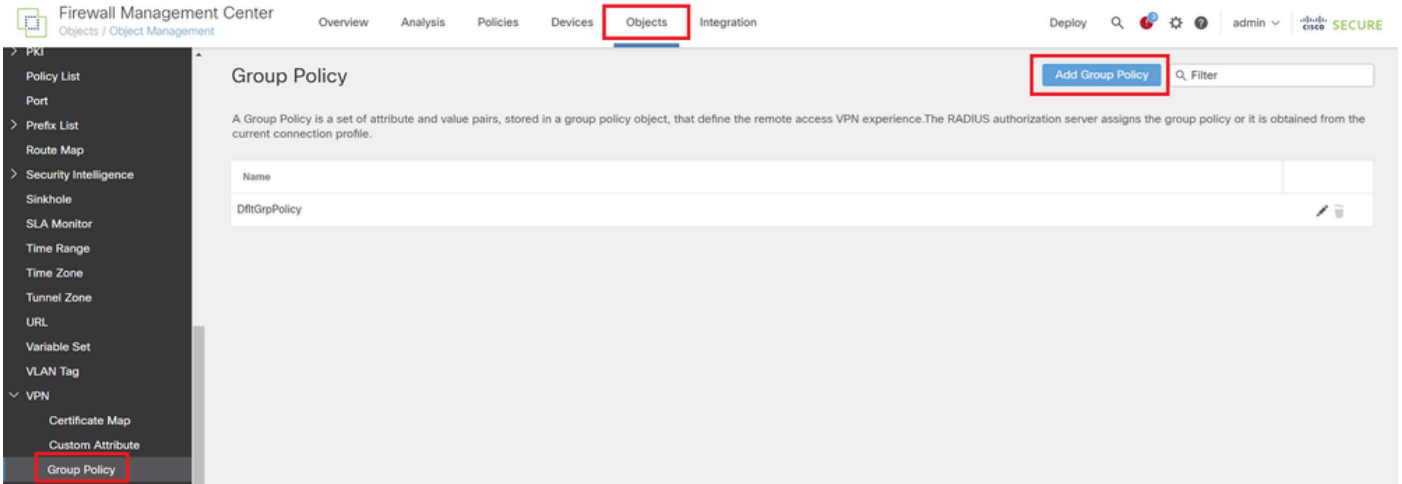 Firewall Management Center
Objects / Object Management
Overview Analysis Policies Devices Objects Integration Deploy admin cisco SECURE
PKI
Policy List
Port
Prefix List
Route Map
Security Intelligence
Sinkhole
SLA Monitor
Time Range
Time Zone
Tunnel Zone
URL
Variable Set
VLAN Tag
VPN
Certificate Map
Custom Attribute
Group Policy
Group Policy
Add Group Policy Filter
A Group Policy is a set of attribute and value pairs, stored in a group policy object, that define the remote access VPN experience.The RADIUS authorization server assigns the group policy or it is obtained from the
current connection profile.
Name
DfltGrpPolicy